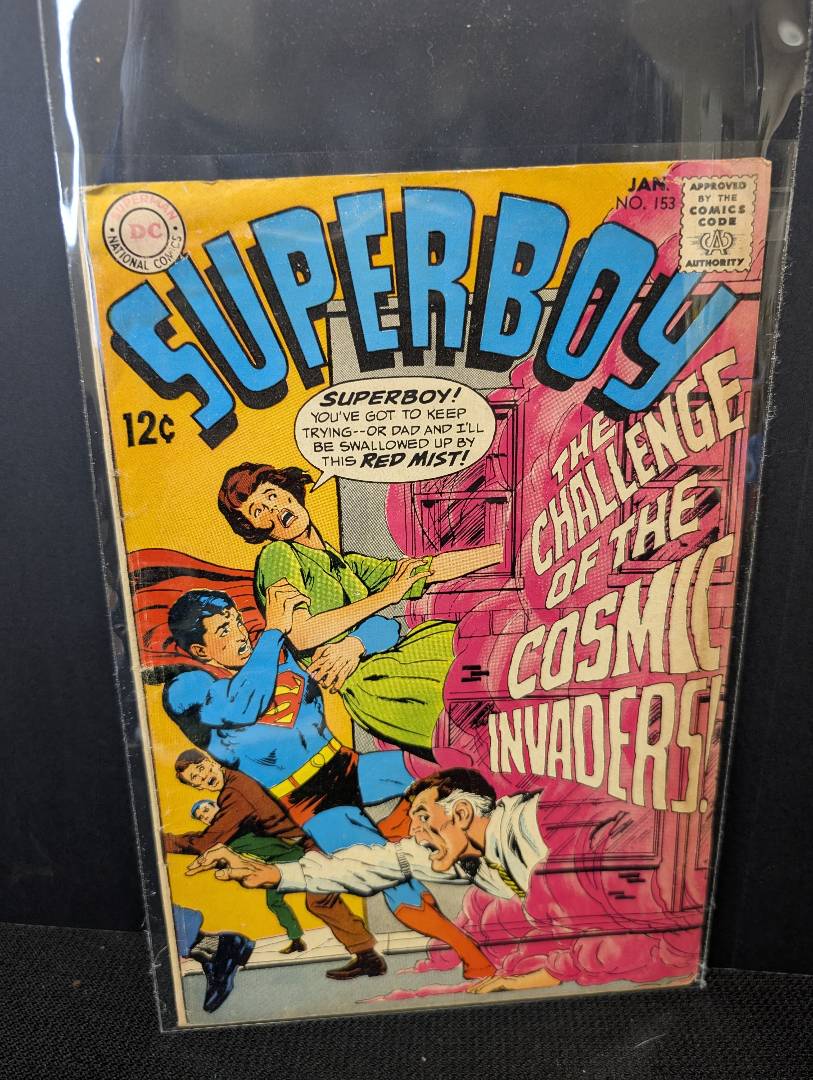 SUPERMAN
DC
NATIONAL COMICS
JAN.
NO. 153
APPROVED
BY THE
COMICS
CODE
CA
AUTHORITY
SUPERBOY
12¢
SUPERBOY!
YOU'VE GOT TO KEEP
TRYING--OR DAD AND I'LL
BE SWALLOWED UP BY
THIS RED MIST!
THE
CHALLENGE
OF THE
COSMIC
INVADERS!
S